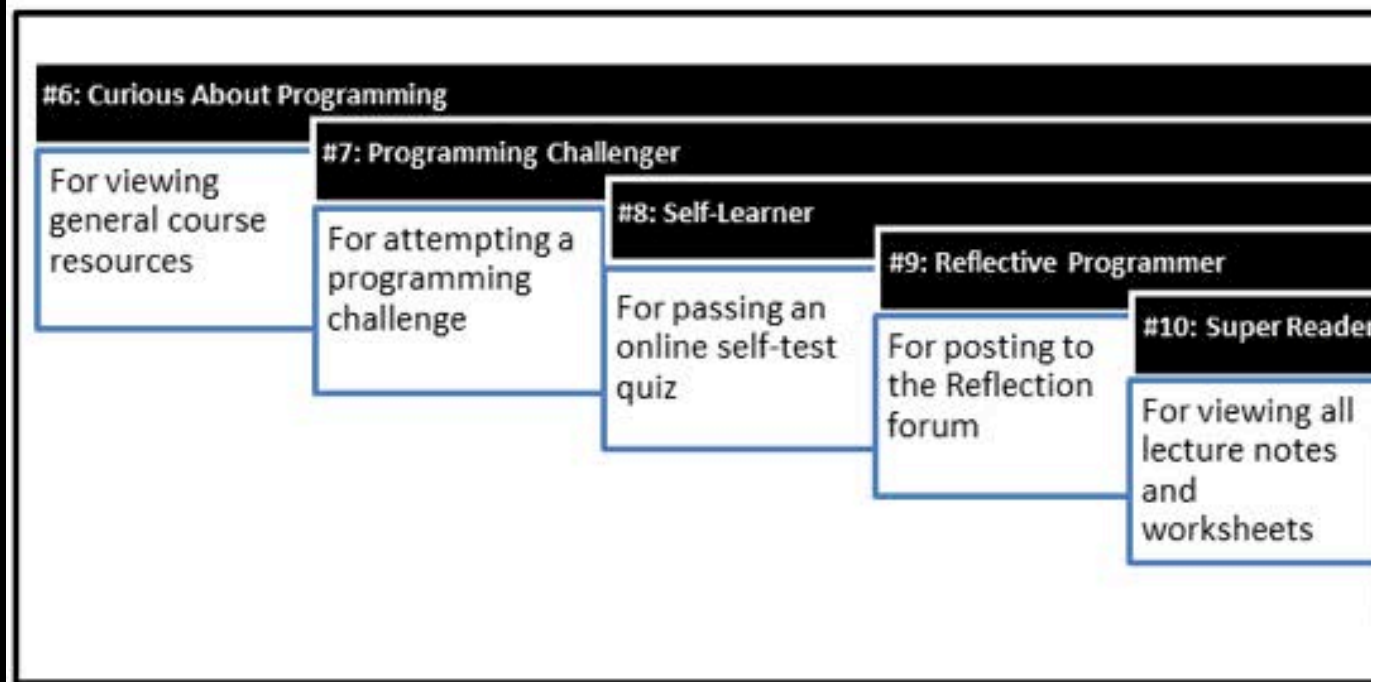 #6: Curious About Programming
For viewing
general course
resources
#7: Programming Challenger
For attempting a
programming
challenge
#8: Self-Learner
For passing an
online self-test
quiz
#9: Reflective Programmer
For posting to
the Reflection
forum
#10: Super Reader
For viewing all
lecture notes
and
worksheets